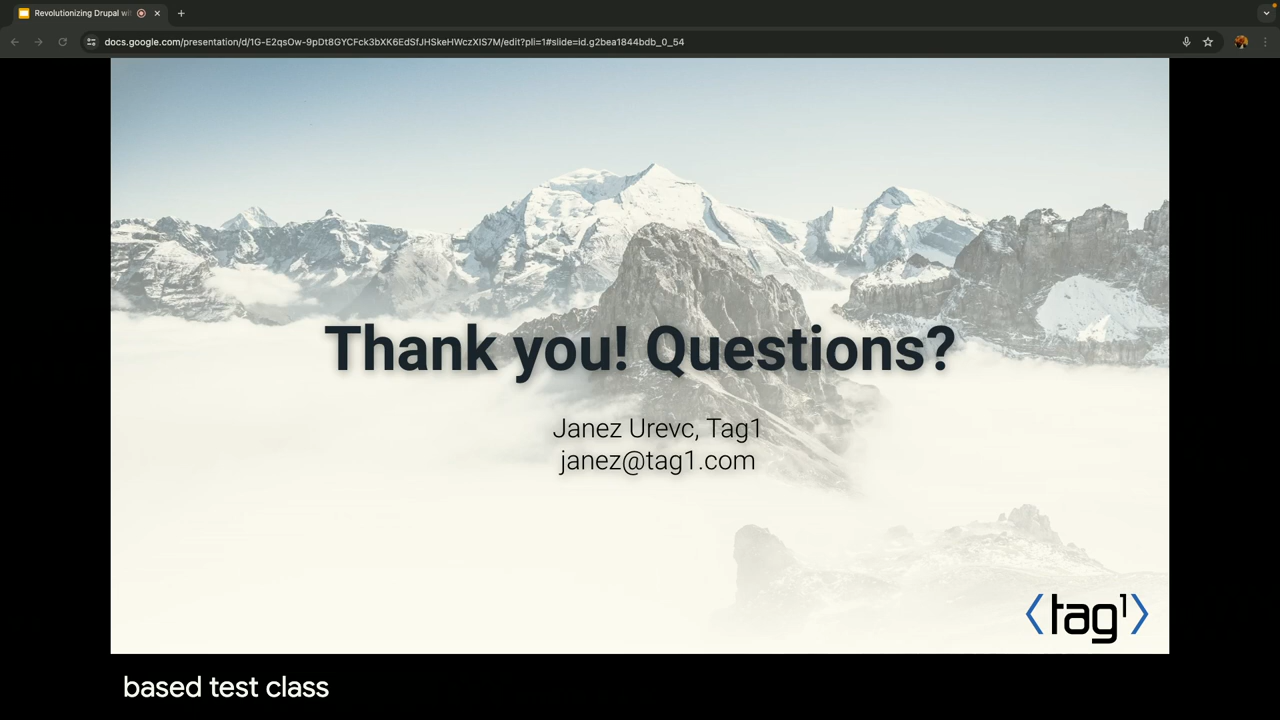 Revolutionizing Drupal wi
docs.google.com/presentation/d/1G-E2qsOw-9pDt8GYCFck3bXK6EdSfJHSkeHWczXIS7M/edit?pli=1#slide=id.g2bea1844bdb_0_54
Thank you! Questions?
Janez Urevc, Tag1
janez@tag1.com
tag1
based test class